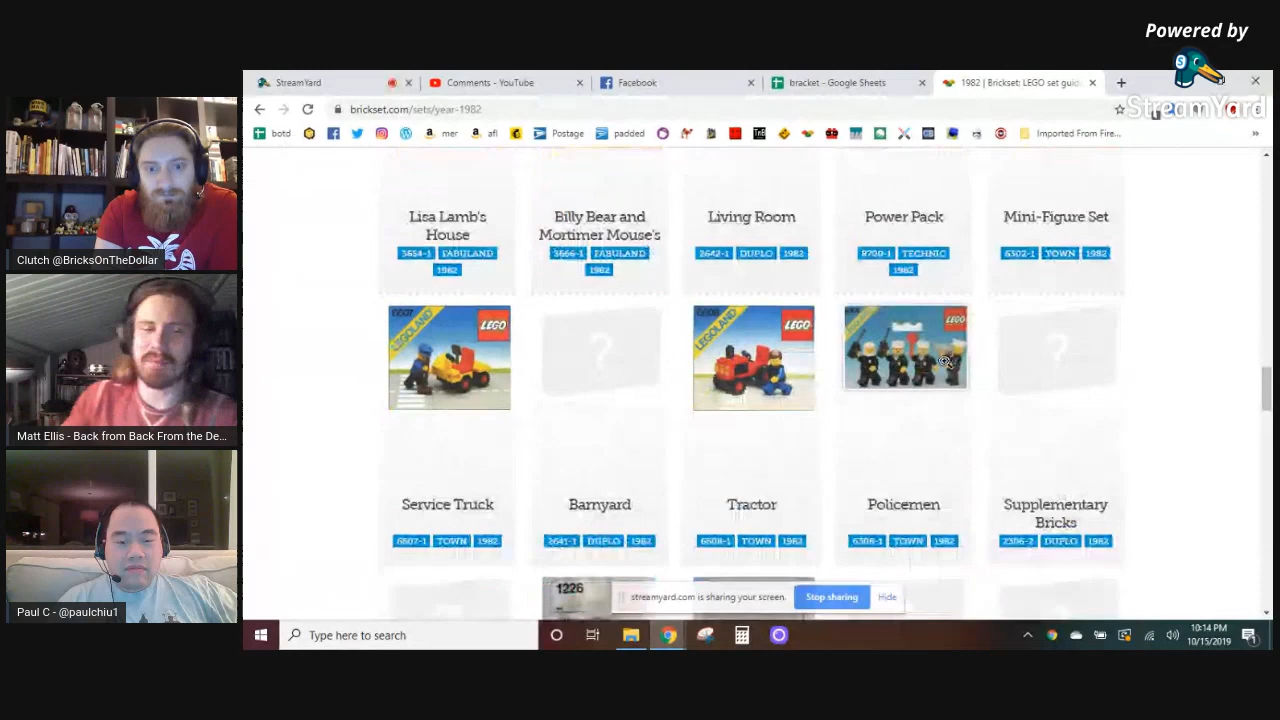 Powered by
StreamYard
StreamYard
Comments - YouTube
Facebook
bracket - Google Sheets
1982 | Brickset: LEGO set guid
brickset.com/sets/year-1982
botd
mer
afl
Postage
padded
Imported From Fire...
Lisa Lamb's House
Billy Bear and Mortimer Mouse's
Living Room
Power Pack
Mini-Figure Set
3654-1 FABULAND 1982
3666-1 FABULAND 1982
2642-1 DUPLO 1982
8700-1 TECHNIC 1982
6302-1 TOWN 1982
6607
LEGOLAND
LEGO
?
6608
LEGOLAND
LEGO
LEGO
?
Service Truck
Barnyard
Tractor
Policemen
Supplementary Bricks
6607-1 TOWN 1982
2641-1 DUPLO 1982
6608-1 TOWN 1982
6308-1 TOWN 1982
2306-2 DUPLO 1982
1226
streamyard.com is sharing your screen.
Stop sharing
Hide
Type here to search
10:14 PM
10/15/2019
Clutch @BricksOnTheDollar
Matt Ellis - Back from Back From the De...
Paul C - @paulchiu1